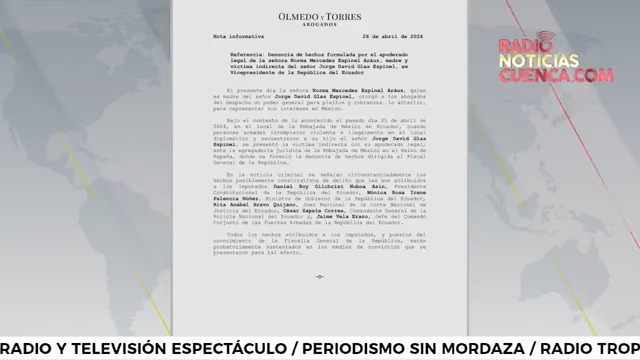 OLMEDO Y TORRES
ABOGADOS
Nota informativa 26 de abril de 2024
Referencia: Denuncia de hechos formulada por el apoderado
legal de la señora Norma Mercedes Espinel Aráuz, madre y
víctima indirecta del señor Jorge David Glas Espinel, ex
Vicepresidente de la República del Ecuador
RADIO
NOTICIAS
CUENCA.COM
El presente día la señora Norma Mercedes Espinel Aráuz, quien
es madre del señor Jorge David Glas Espinel, otorgó a los abogados
del despacho un poder general para pleitos y cobranzas. Lo anterior,
para representar sus intereses en México.
Bajo el contexto de lo acontecido el pasado día 05 de abril de
2024, en el local de la Embajada de México en Ecuador, cuando
personas armadas irrumpieron violenta e ilegalmente en el local
diplomático y secuestraron a su hijo el señor Jorge David Glas
Espinel, se presentó la víctima indirecta con su apoderado legal,
ante la agregaduría jurídica de la Embajada de México en el Reino de
España, donde se formuló la denuncia de hechos dirigida al Fiscal
General de la República.
En la noticia criminal se señalan circunstanciadamente los
hechos posiblemente constitutivos de delito que les son atribuidos
a los imputados Daniel Roy Gilchrist Noboa Azin, Presidente
Constitucional de la República del Ecuador, Mónica Rosa Irene
Palencia Núñez, Ministra de Gobierno de la República del Ecuador,
Rita Anabel Bravo Quijano, Juez Nacional de la Corte Nacional de
Justicia del Ecuador, César Zapata Correa, Comandante General de la
Policía Nacional del Ecuador y, Jaime Vela Erazo, Jefe del Comando
Conjunto de las Fuerzas Armadas de la República del Ecuador.
Todos los hechos atribuidos a los imputados, y puestos del
conocimiento de la Fiscalía General de la República, están
probatoriamente sustentados en los medios de convicción que se
presentaron para tal efecto.
-o-
RADIO Y TELEVISIÓN ESPECTÁCULO / PERIODISMO SIN MORDAZA / RADIO TROP